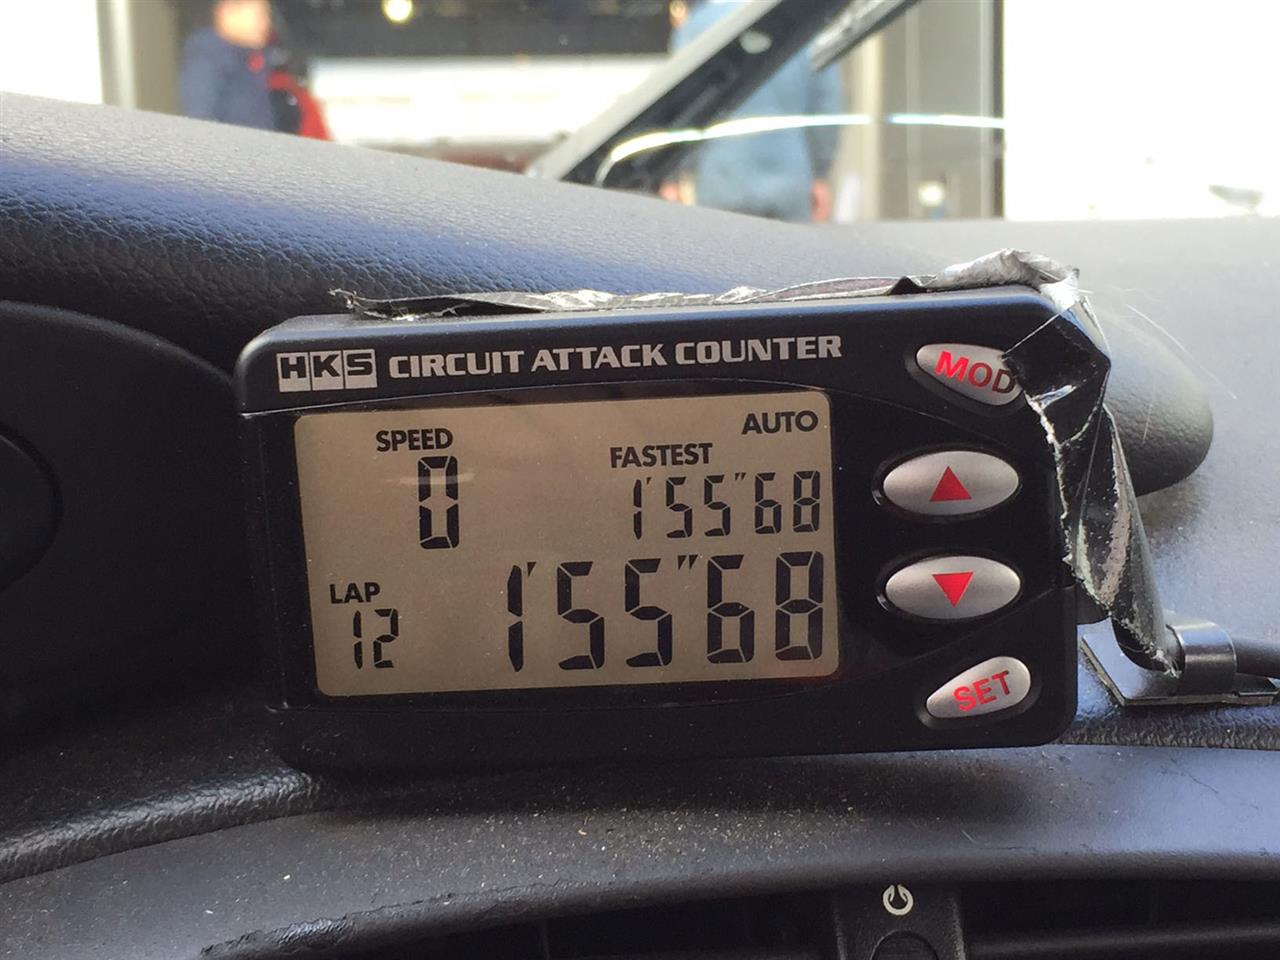 HKS CIRCUIT ATTACK COUNTER
MOD
AUTO
SPEED
0
FASTEST
1'55"68
LAP
12
1'55"68
SET